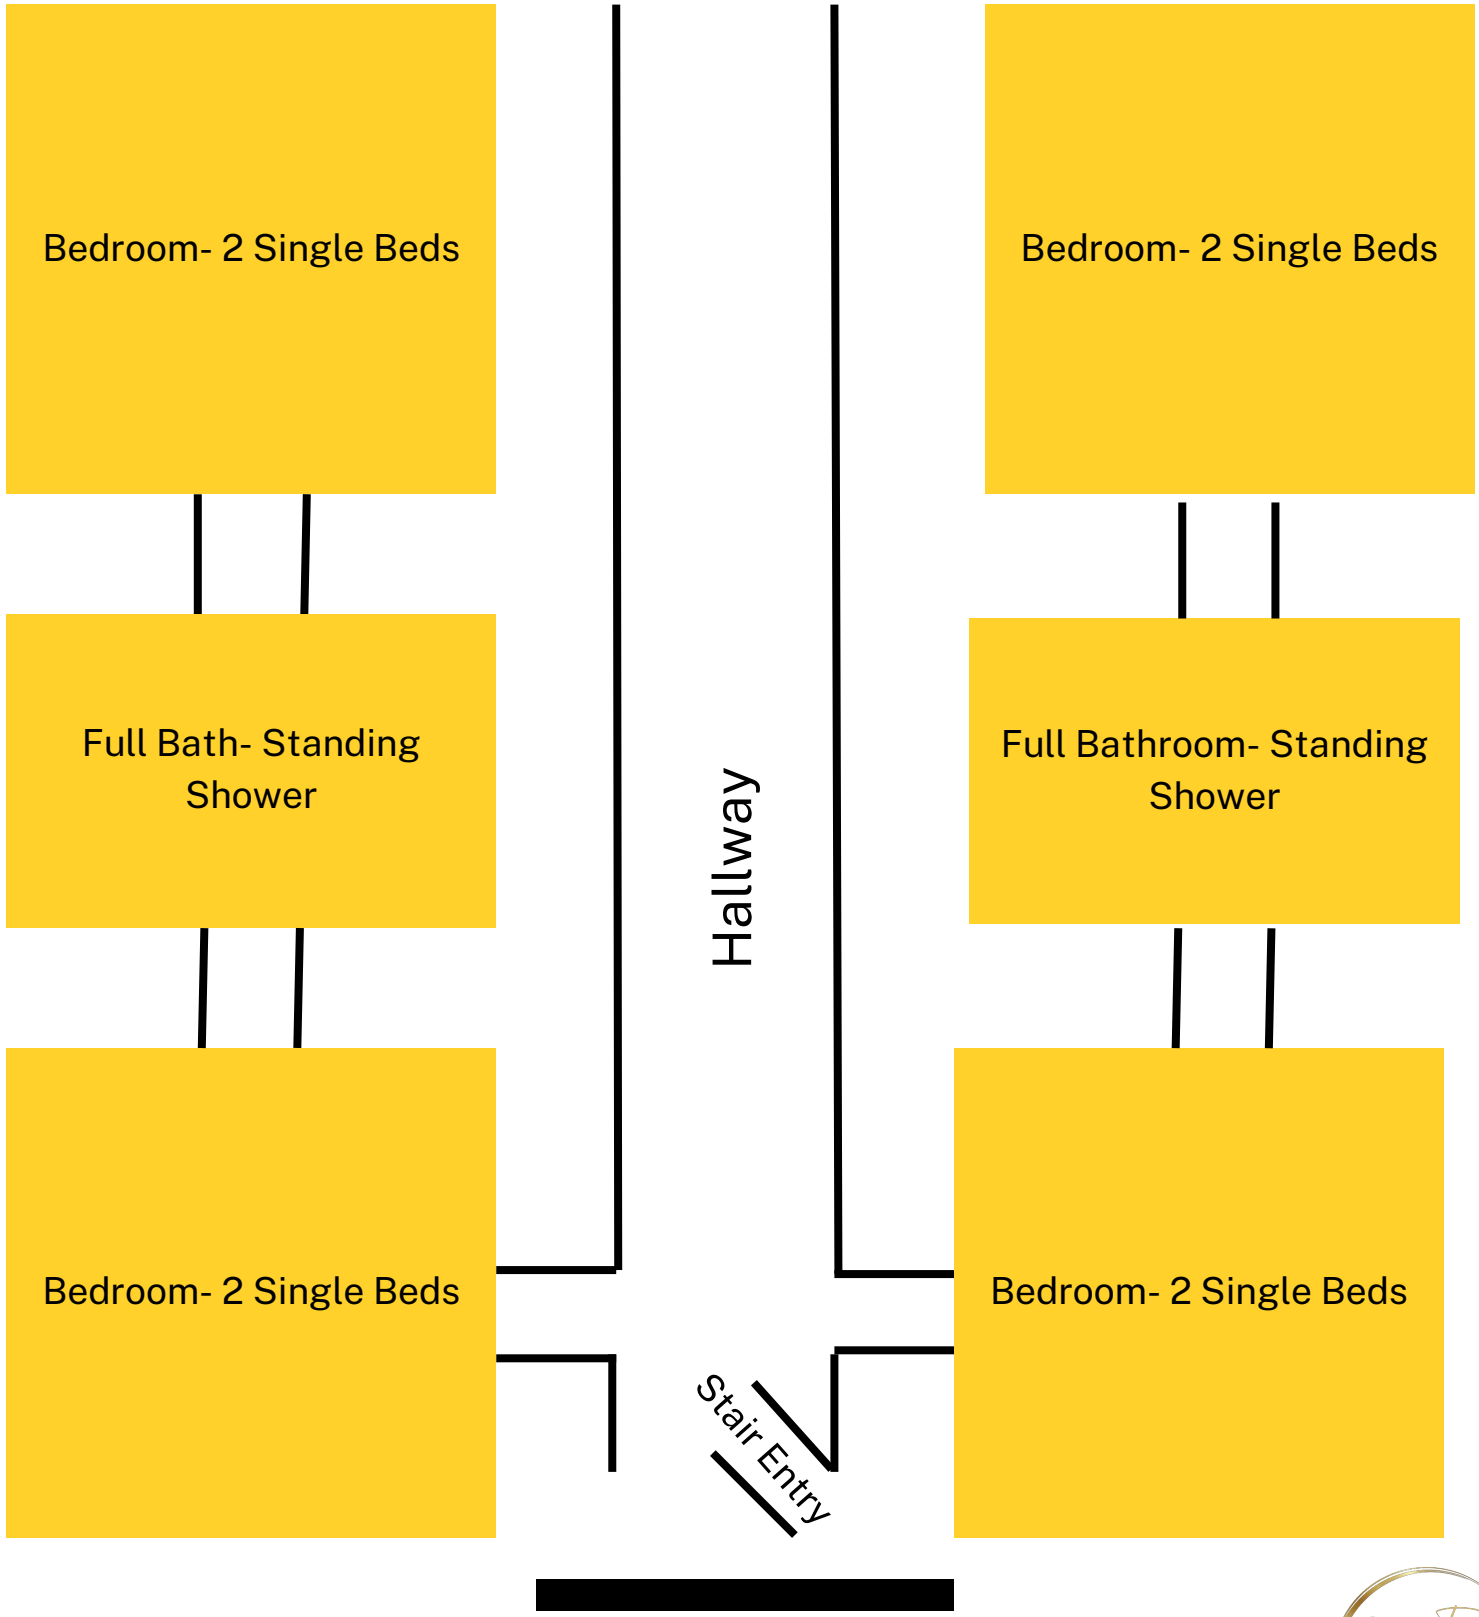 Bedroom- 2 Single Beds
Bedroom- 2 Single Beds
Full Bath- Standing
Shower
Full Bathroom- Standing
Shower
Hallway
Bedroom- 2 Single Beds
Bedroom- 2 Single Beds
Stair Entry